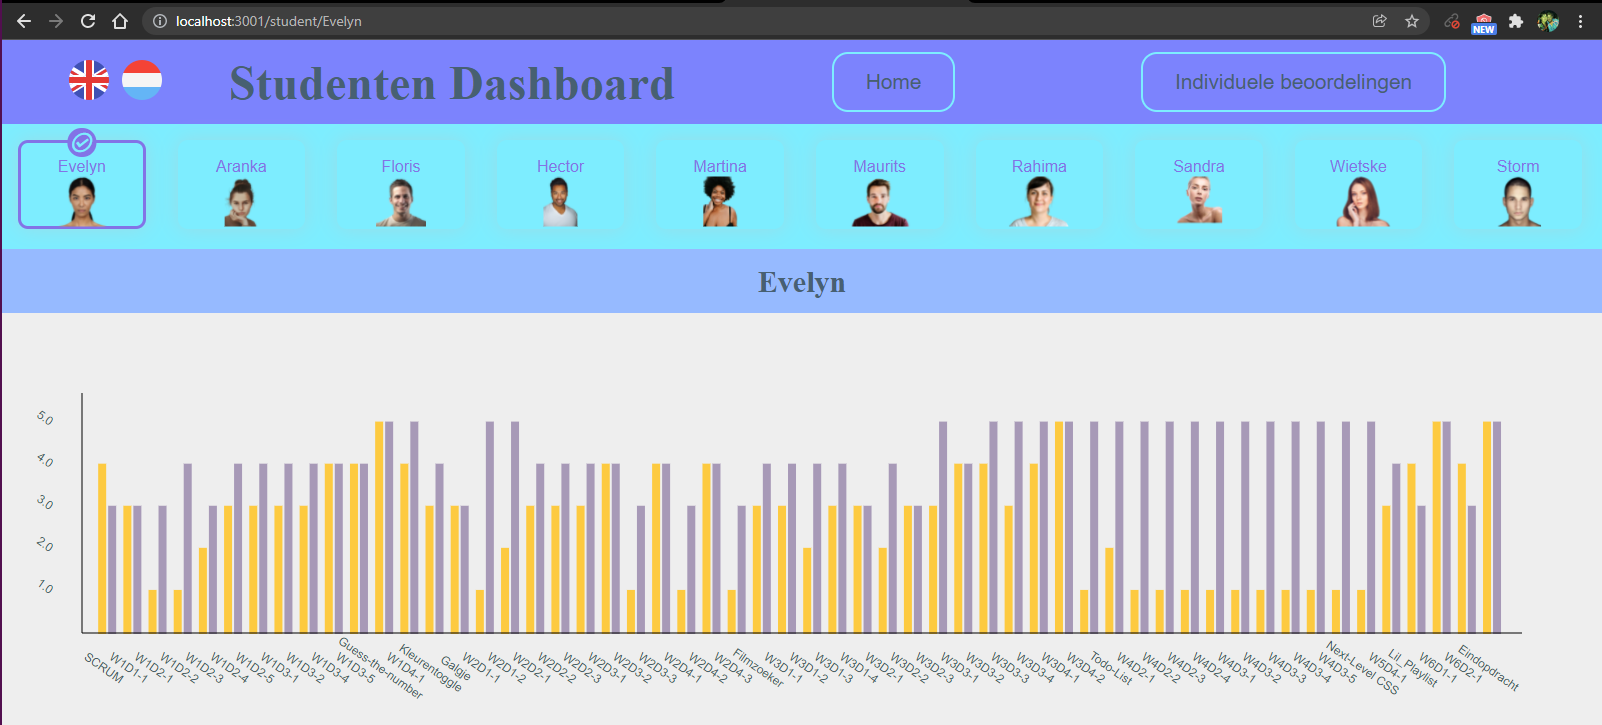 localhost:3001/student/Evelyn
NEW
Studenten Dashboard
Home
Individuele beoordelingen
Evelyn
Aranka
Floris
Hector
Martina
Maurits
Rahima
Sandra
Wietske
Storm
Evelyn
5.0
4.0
3.0
2.0
1.0
SCRUM
W1D1-1
W1D2-1
W1D2-2
W1D2-3
W1D2-4
W1D2-5
W1D3-1
W1D3-2
W1D3-4
W1D3-5
Guess-the-number
W1D4-1
Kleurentoggle
Galgje
W2D1-1
W2D1-2
W2D2-1
W2D2-2
W2D2-3
W2D3-1
W2D3-2
W2D3-3
W2D4-1
W2D4-2
W2D4-3
Filmzoeker
W3D1-1
W3D1-2
W3D1-3
W3D1-4
W3D2-1
W3D2-2
W3D2-3
W3D3-1
W3D3-2
W3D3-3
W3D3-4
W3D4-1
W3D4-2
Todo-List
W4D2-1
W4D2-2
W4D2-3
W4D2-4
W4D3-1
W4D3-2
W4D3-3
W4D3-4
W4D3-5
Next-Level CSS
W5D4-1
Lil_Playlist
W6D1-1
W6D2-1
Eindopdracht